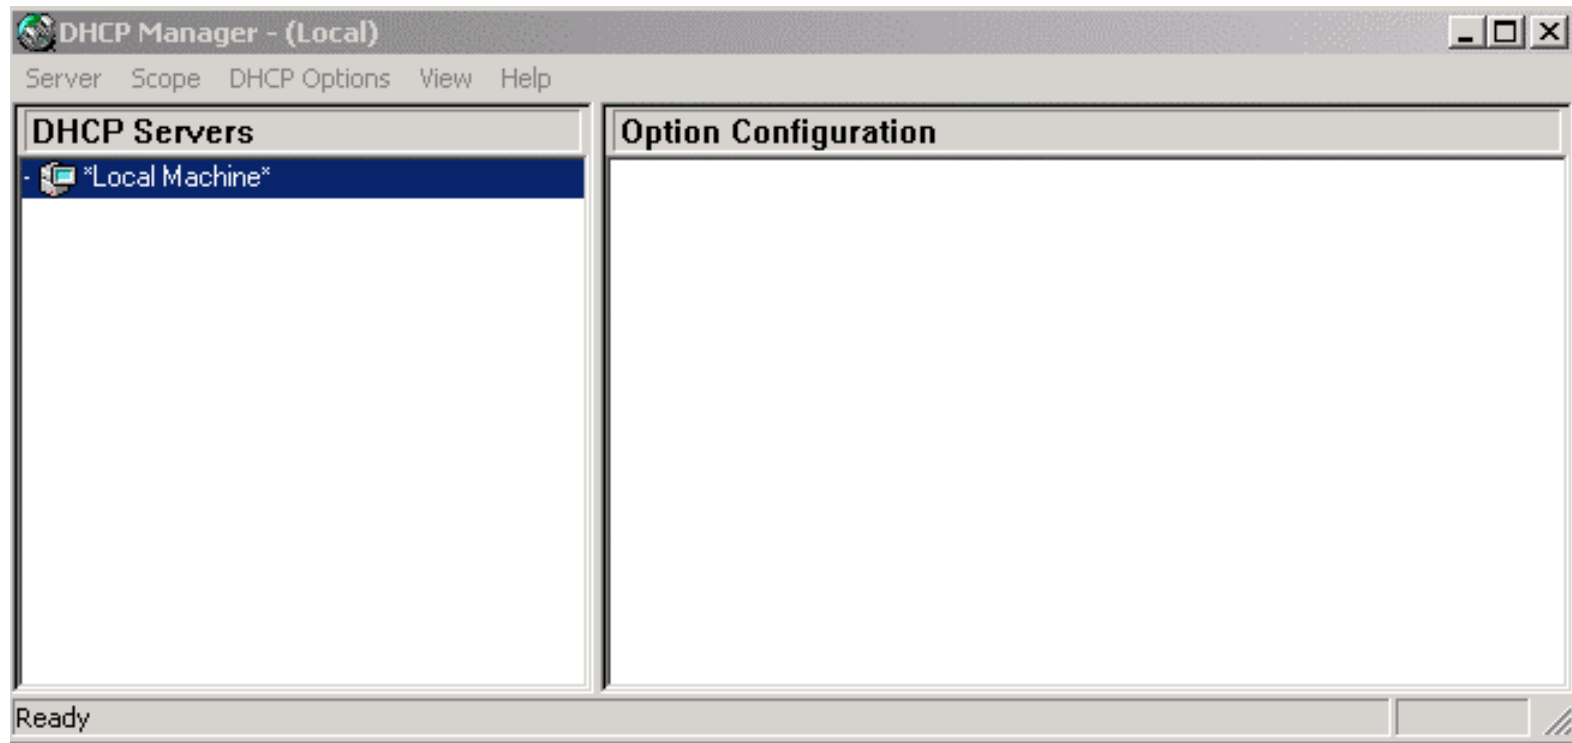 DHCP Manager - (Local)
Server Scope DHCP Options View Help
DHCP Servers
Option Configuration
*Local Machine*
Ready